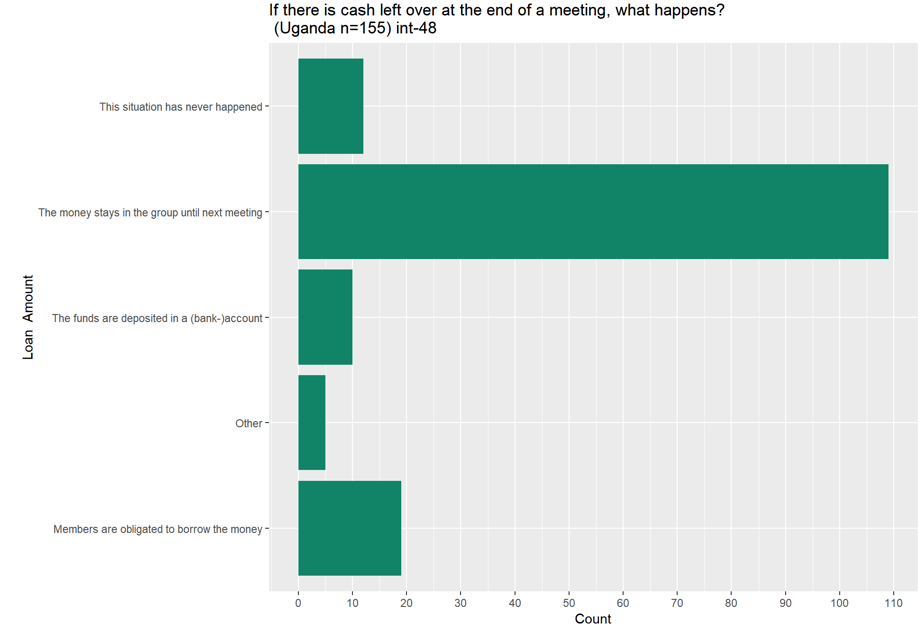 If there is cash left over at the end of a meeting, what happens?
(Uganda n=155) int-48
This situation has never happened
The money stays in the group until next meeting
The funds are deposited in a (bank-)account
Other
Members are obligated to borrow the money
Loan Amount
0 10 20 30 40 50 60 70 80 90 100 110
Count